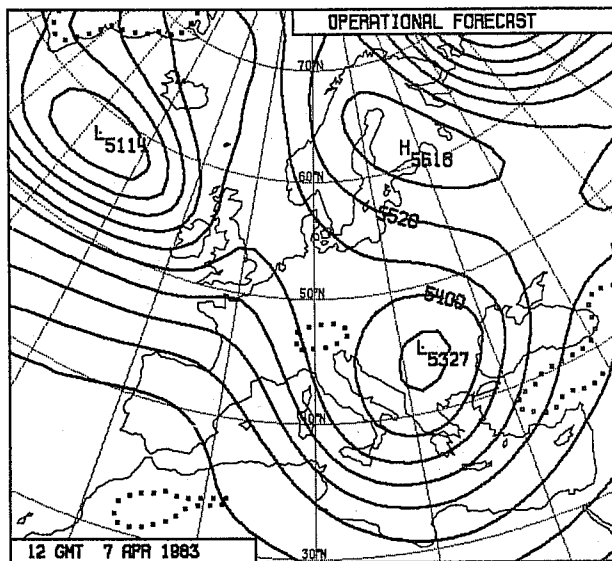 OPERATIONAL FORECAST
70°N
L 5114
H 5618
60°N
5520
50°N
5400
L 5327
40°N
30°N
12 GMT 7 APR 1983